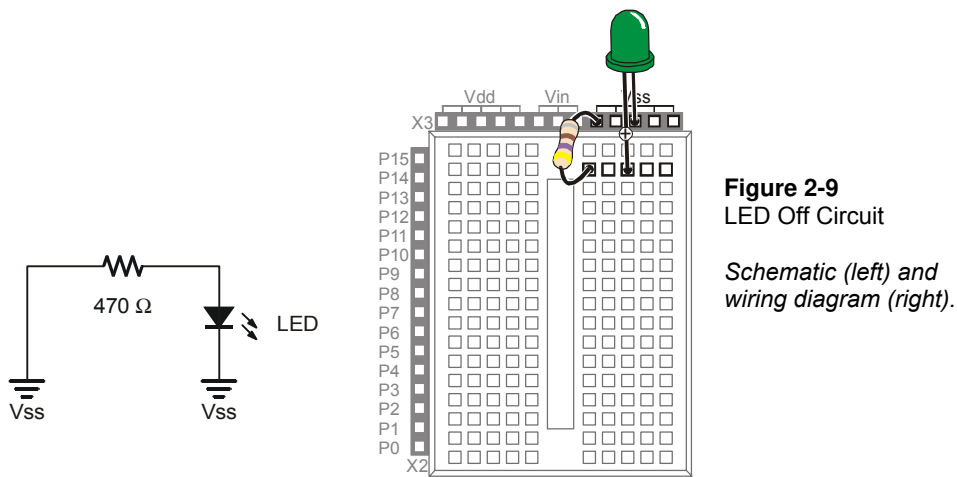 Vdd Vin Vss
X3
P15
P14
P13
P12
P11
P10
P9
P8
P7
P6
P5
P4
P3
P2
P1
P0
X2
470 Ω
LED
Vss Vss
Figure 2-9
LED Off Circuit
Schematic (left) and
wiring diagram (right).